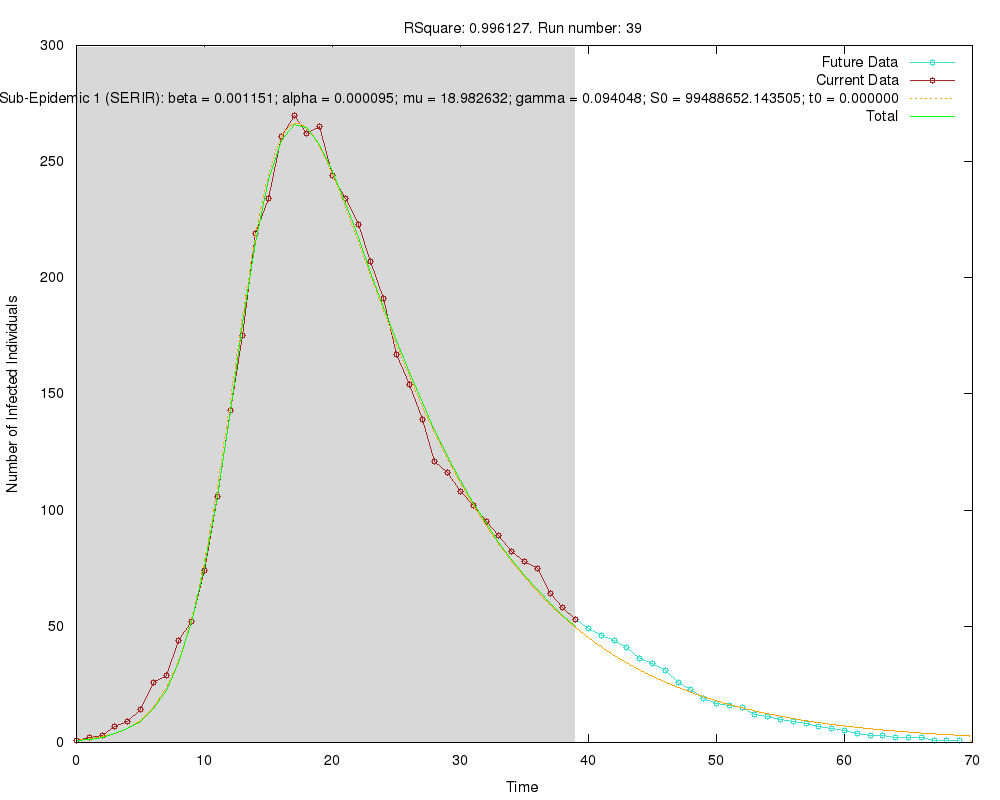 RSquare: 0.996127. Run number: 39
300
Future Data
Current Data
Sub-Epidemic 1 (SERIR): beta = 0.001151; alpha = 0.000095; mu = 18.982632; gamma = 0.094048; S0 = 99488652.143505; t0 = 0.000000
Total
250
200
150
100
50
0
Number of Infected Individuals
0 10 20 30 40 50 60 70
Time